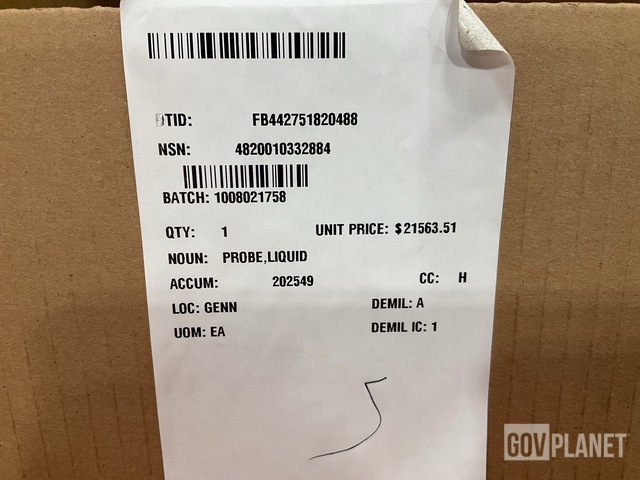 DTID: FB442751820488
NSN: 4820010332884
BATCH: 1008021758
QTY: 1 UNIT PRICE: $21563.51
NOUN: PROBE,LIQUID
ACCUM: 202549 CC: H
LOC: GENN DEMIL: A
UOM: EA DEMIL IC: 1
5
GOVPLANET